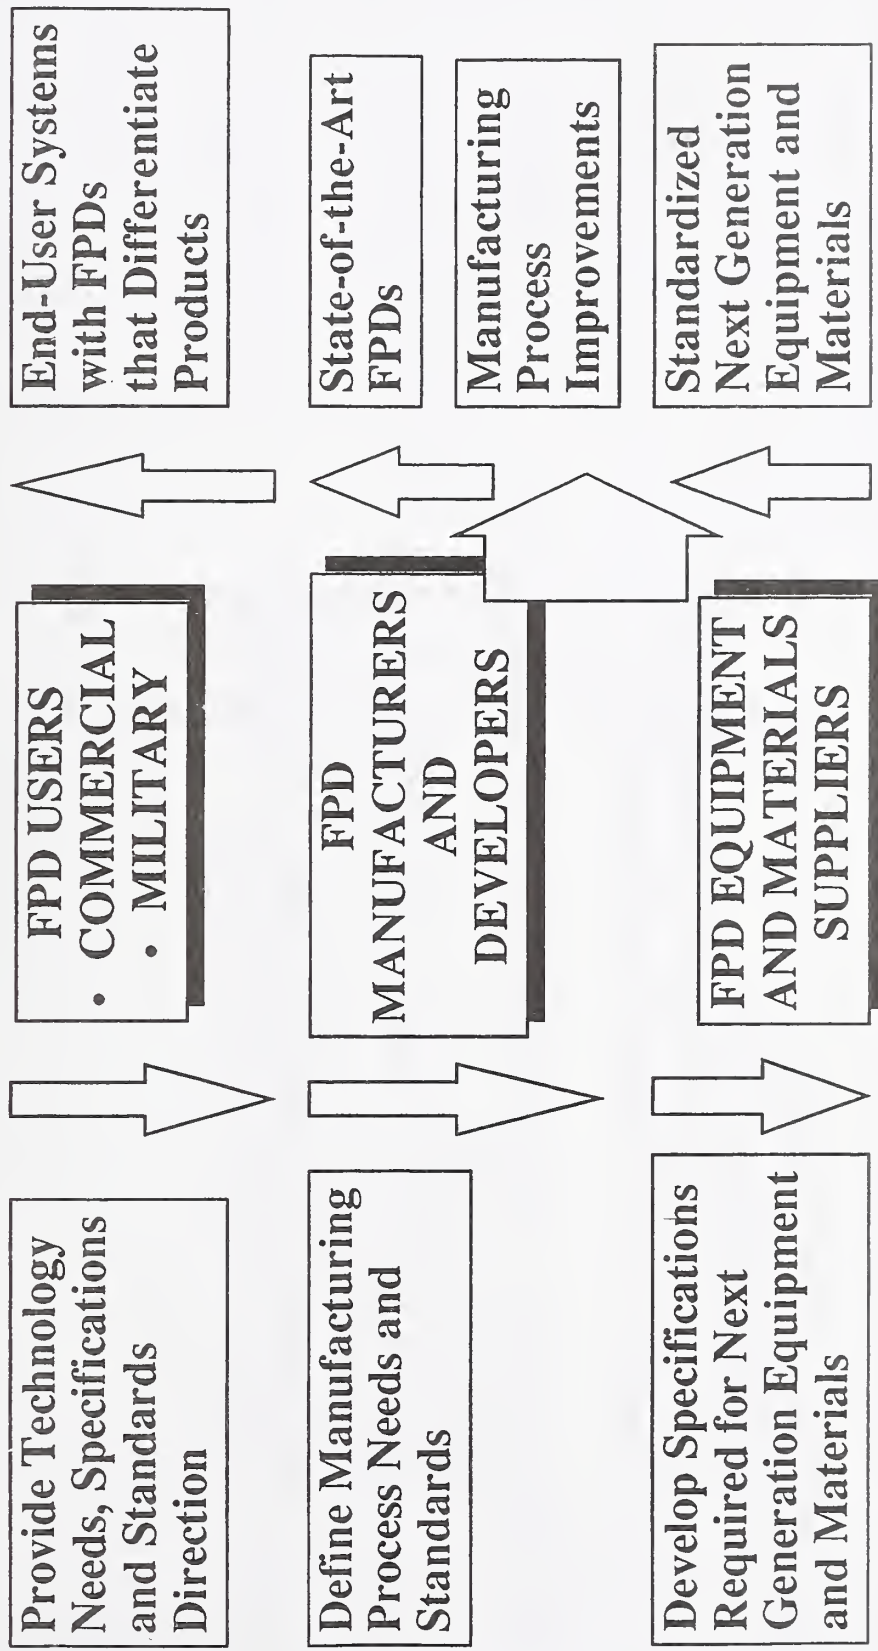 Provide Technology
Needs, Specifications
and Standards
Direction
FPD USERS
• COMMERCIAL
• MILITARY
End-User Systems
with FPDs
that Differentiate
Products
Define Manufacturing
Process Needs and
Standards
FPD
MANUFACTURERS
AND
DEVELOPERS
State-of-the-Art
FPDs
Manufacturing
Process
Improvements
Develop Specifications
Required for Next
Generation Equipment
and Materials
FPD EQUIPMENT
AND MATERIALS
SUPPLIERS
Standardized
Next Generation
Equipment and
Materials